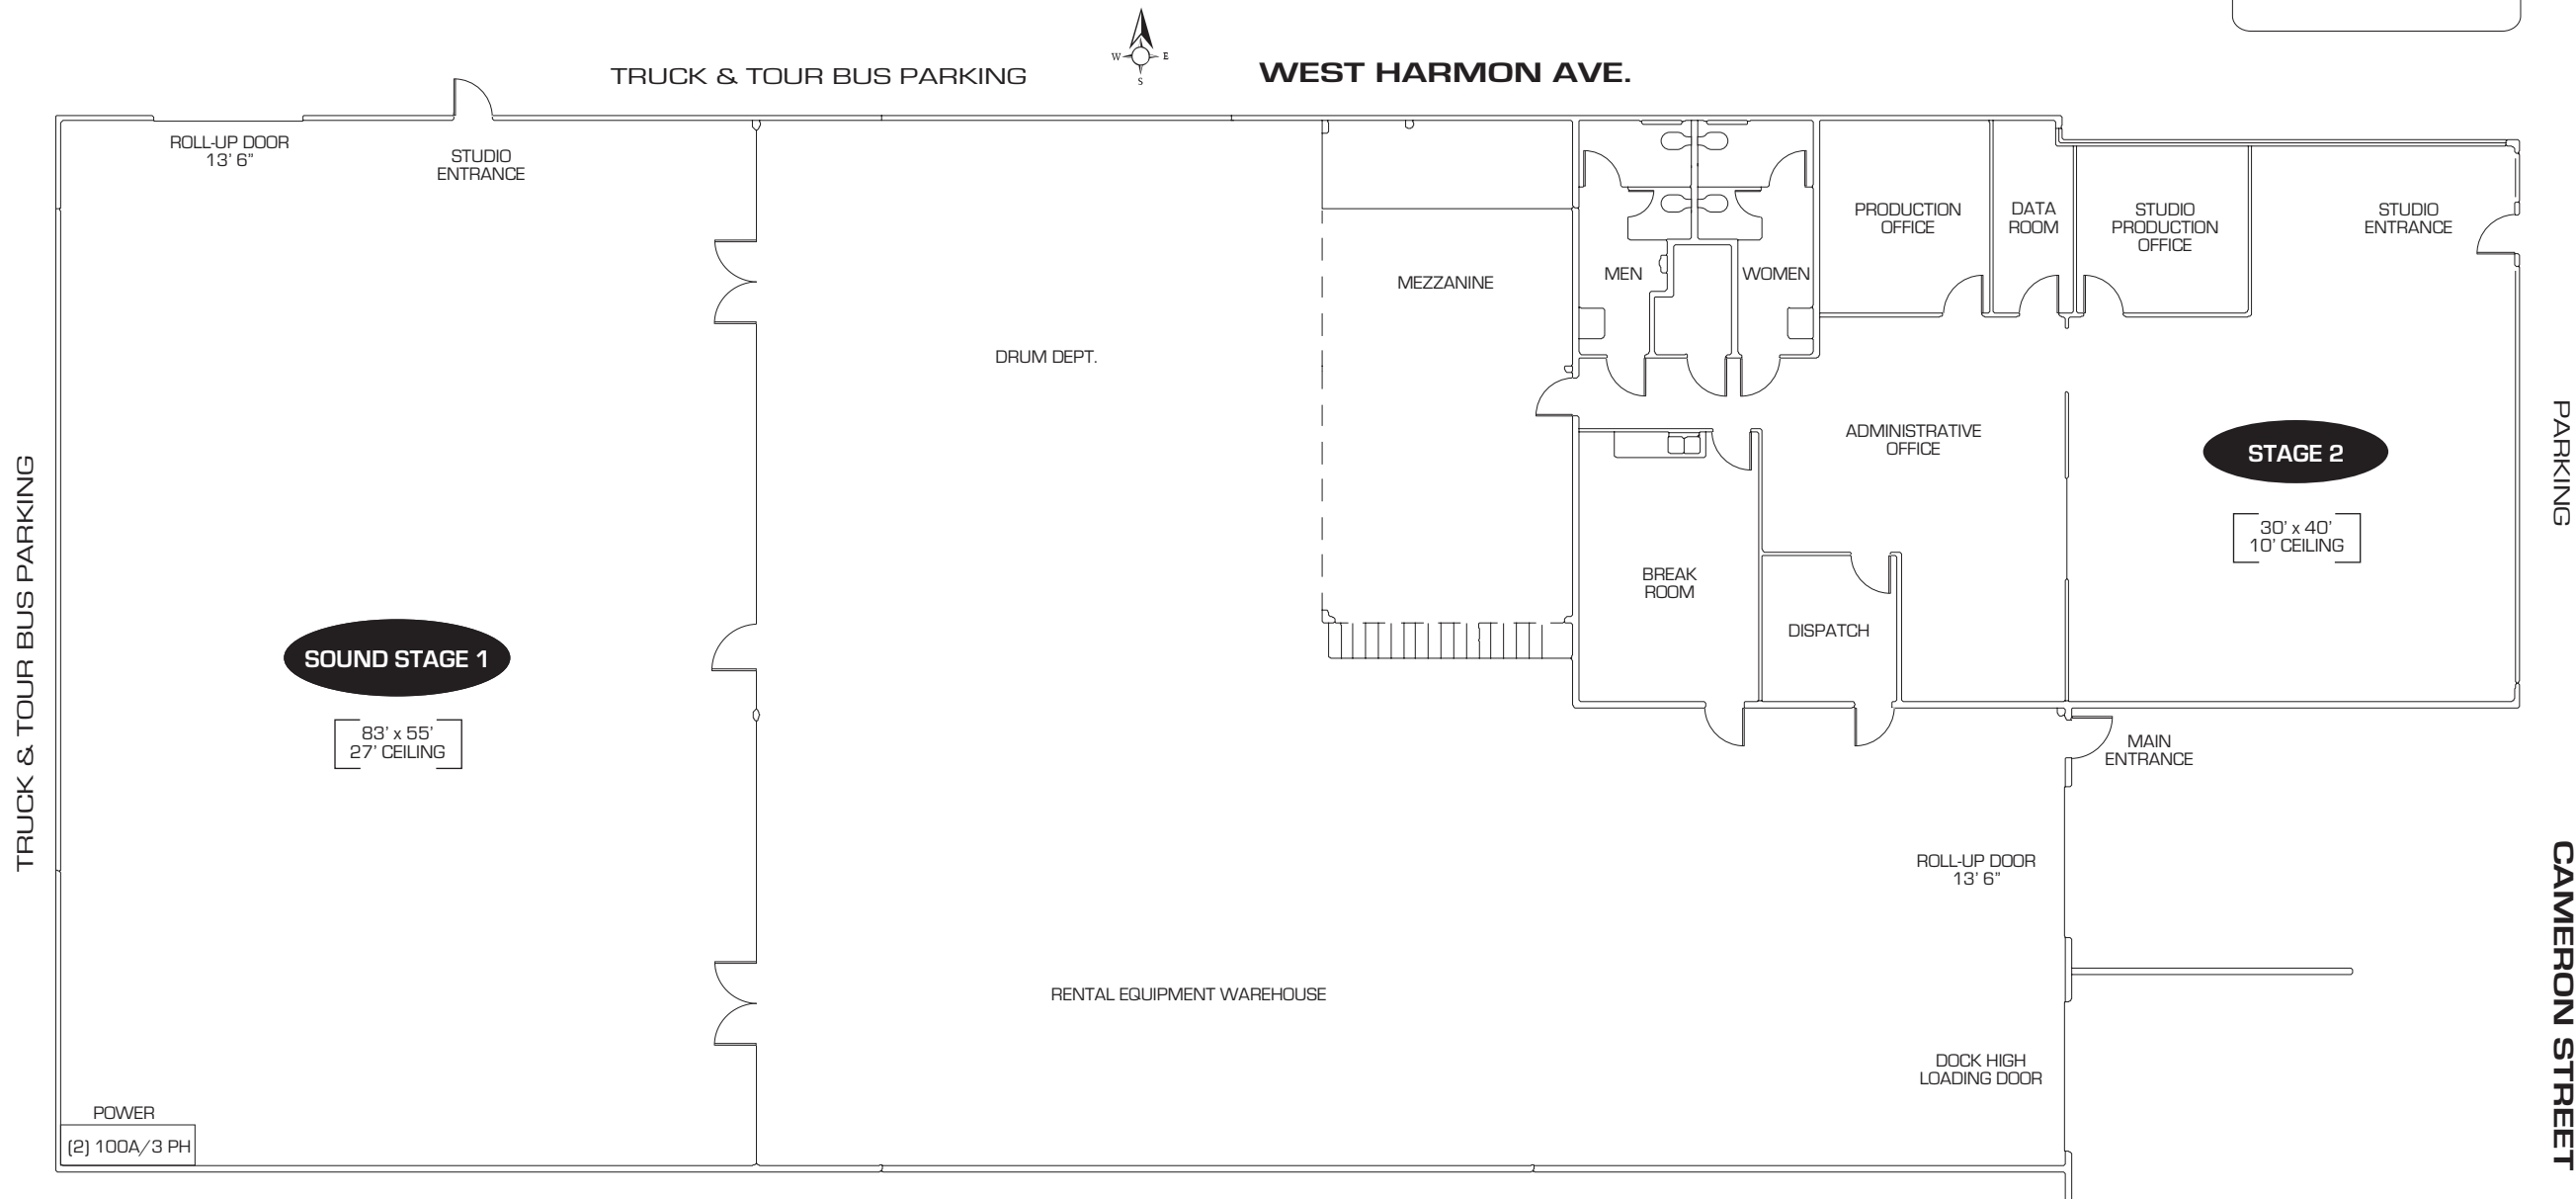 TRUCK & TOUR BUS PARKING
W E
S
WEST HARMON AVE.
ROLL-UP DOOR
13’ 6”
STUDIO
ENTRANCE
PRODUCTION
OFFICE
DATA
ROOM
STUDIO
PRODUCTION
OFFICE
STUDIO
ENTRANCE
MEZZANINE
MEN
WOMEN
DRUM DEPT.
ADMINISTRATIVE
OFFICE
STAGE 2
30’ x 40’
10’ CEILING
PARKING
TRUCK & TOUR BUS PARKING
BREAK
ROOM
DISPATCH
SOUND STAGE 1
83’ x 55’
27’ CEILING
MAIN
ENTRANCE
ROLL-UP DOOR
13’ 6”
CAMERON STREET
RENTAL EQUIPMENT WAREHOUSE
DOCK HIGH
LOADING DOOR
POWER
(2) 100A/3 PH